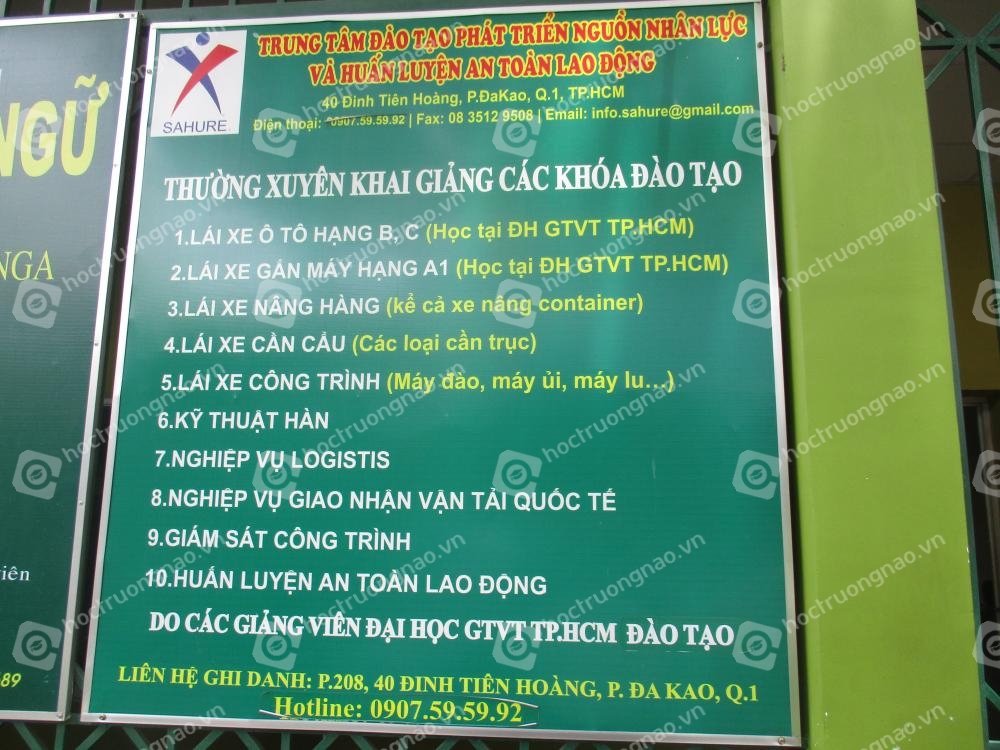 NGỮ
NGA
iên
89
SAHURE
TRUNG TÂM ĐÀO TẠO PHÁT TRIỂN NGUỒN NHÂN LỰC
VÀ HUẤN LUYỆN AN TOÀN LAO ĐỘNG
40 Đinh Tiên Hoàng, P.ĐaKao, Q.1, TP.HCM
Điện thoại: 0907.59.59.92 | Fax: 08 3512 9508 | Email: info.sahure@gmail.com
THƯỜNG XUYÊN KHAI GIẢNG CÁC KHÓA ĐÀO TẠO
1.LÁI XE Ô TÔ HẠNG B, C (Học tại ĐH GTVT TP.HCM)
2.LÁI XE GẮN MÁY HẠNG A1 (Học tại ĐH GTVT TP.HCM)
3.LÁI XE NÂNG HÀNG (kể cả xe nâng container)
4.LÁI XE CẦN CẨU (Các loại cần trục)
5.LÁI XE CÔNG TRÌNH (Máy đào, máy ủi, máy lu...)
6.KỸ THUẬT HÀN
7.NGHIỆP VỤ LOGISTIS
8.NGHIỆP VỤ GIAO NHẬN VẬN TẢI QUỐC TẾ
9.GIÁM SÁT CÔNG TRÌNH
10.HUẤN LUYỆN AN TOÀN LAO ĐỘNG
DO CÁC GIẢNG VIÊN ĐẠI HỌC GTVT TP.HCM ĐÀO TẠO
LIÊN HỆ GHI DANH: P.208, 40 ĐINH TIÊN HOÀNG, P. ĐA KAO, Q.1
Hotline: 0907.59.59.92
hoctruongnao.vn